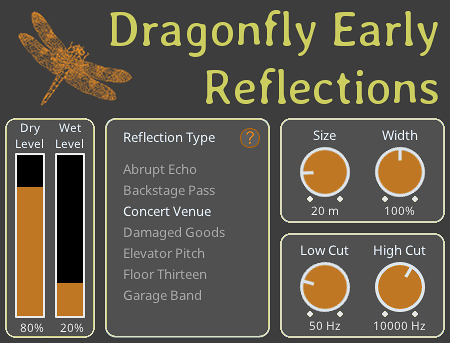 Dragonfly Early
Reflections
Dry
Level
Wet
Level
80%
20%
Reflection Type
?
Abrupt Echo
Backstage Pass
Concert Venue
Damaged Goods
Elevator Pitch
Floor Thirteen
Garage Band
Size
Width
20 m
100%
Low Cut
High Cut
50 Hz
10000 Hz